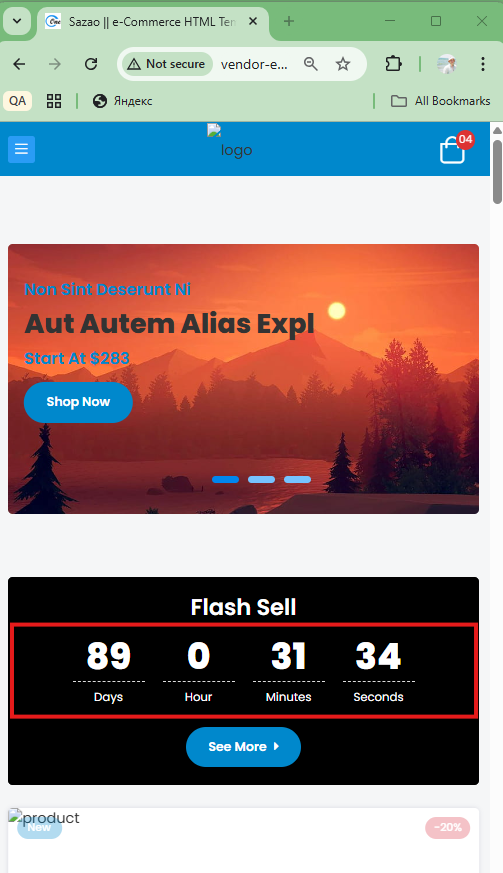 Sazao || e-Commerce HTML Ten
Not secure
vendor-e...
QA
Яндекс
All Bookmarks
logo
04
Non Sint Deserunt Ni
Aut Autem Alias Expl
Start At $283
Shop Now
Flash Sell
89 0 31 34
Days Hour Minutes Seconds
See More
product
New
-20%